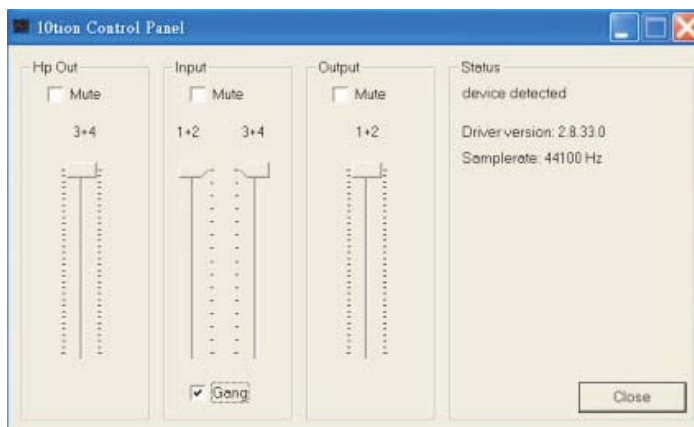 10tion Control Panel
Hp Out
Mute
3+4
Input
Mute
1+2 3+4
Gang
Output
Mute
1+2
Status
device detected
Driver version: 2.8.33.0
Samplerate: 44100 Hz
Close